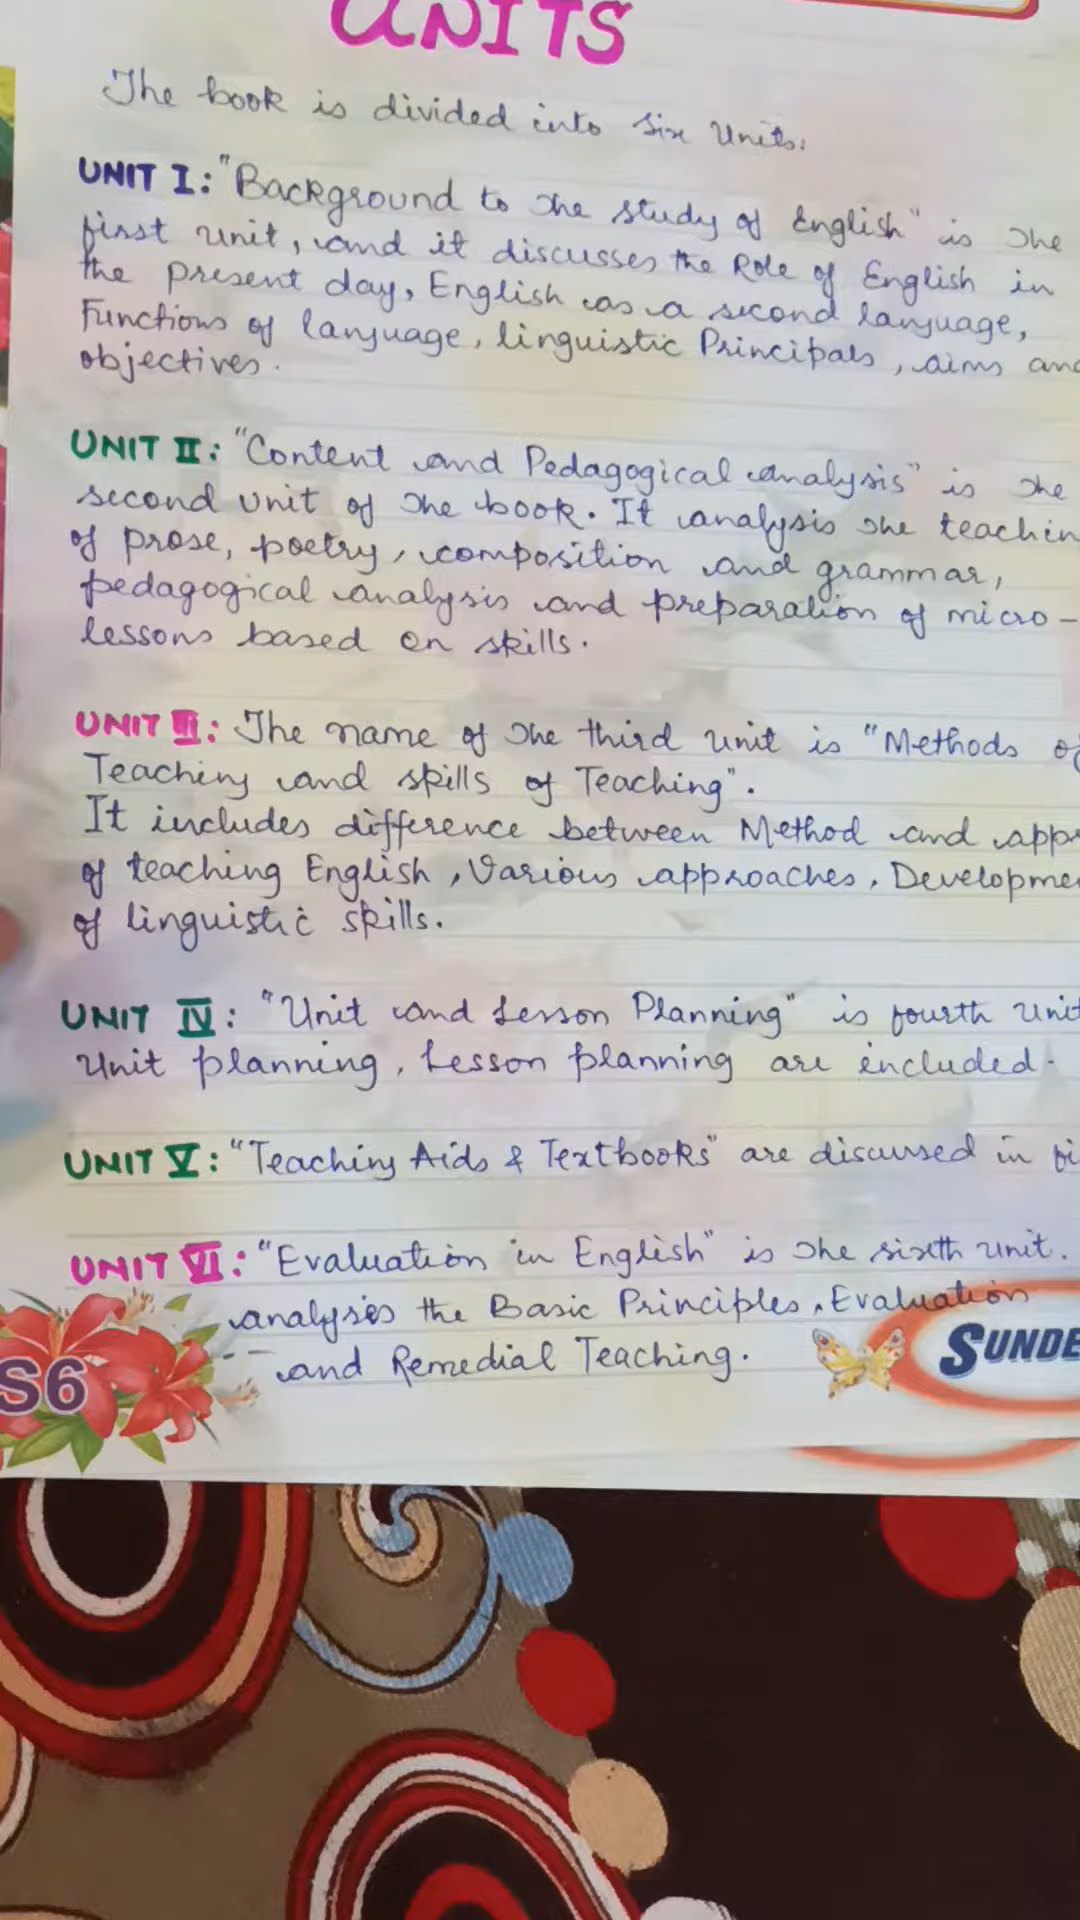 UNITS
The book is divided into six Units.
UNIT I: "Background to the study of English" is the
first unit, and it discusses the Role of English in
the present day, English as a second language,
Functions of language, linguistic Principals, aims and
objectives.
UNIT II: "Content and Pedagogical analysis" is the
second unit of the book. It analysis the teachin
of prose, poetry, composition and grammar,
pedagogical analysis and preparation of micro-
lessons based on skills.
UNIT III: The name of the third unit is "Methods of
Teaching and skills of Teaching".
It includes difference between Method and appr
of teaching English, Various approaches, Developme
of linguistic skills.
UNIT IV: "Unit and Lesson Planning" is fourth Unit
Unit planning, Lesson planning are included.
UNIT V: "Teaching Aids & Textbooks" are discussed in fi
UNIT VI: "Evaluation in English" is the sixth unit.
analyses the Basic Principles, Evaluation
and Remedial Teaching.
S6
SUNDE